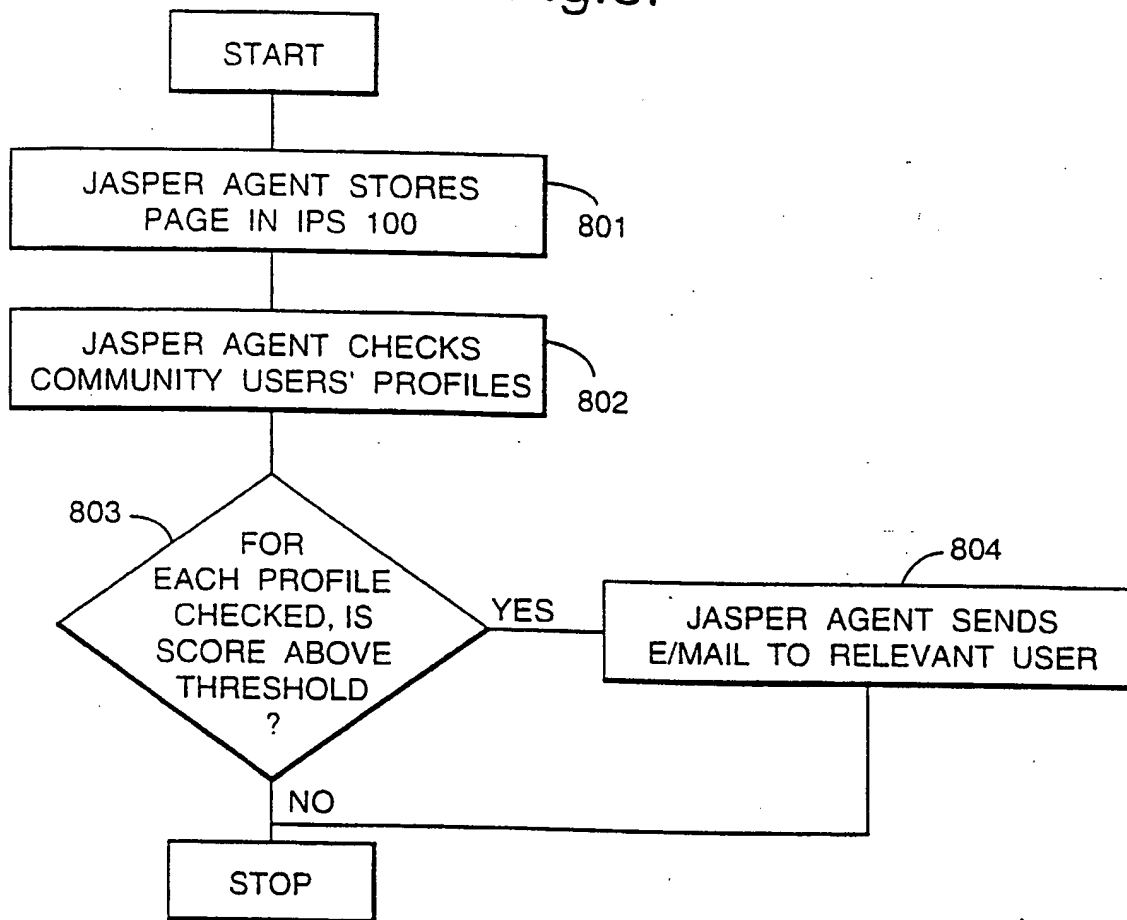 START
JASPER AGENT STORES
PAGE IN IPS 100
801
JASPER AGENT CHECKS
COMMUNITY USERS' PROFILES
802
803
FOR
EACH PROFILE
CHECKED, IS
SCORE ABOVE
THRESHOLD
?
YES
804
JASPER AGENT SENDS
E/MAIL TO RELEVANT USER
NO
STOP